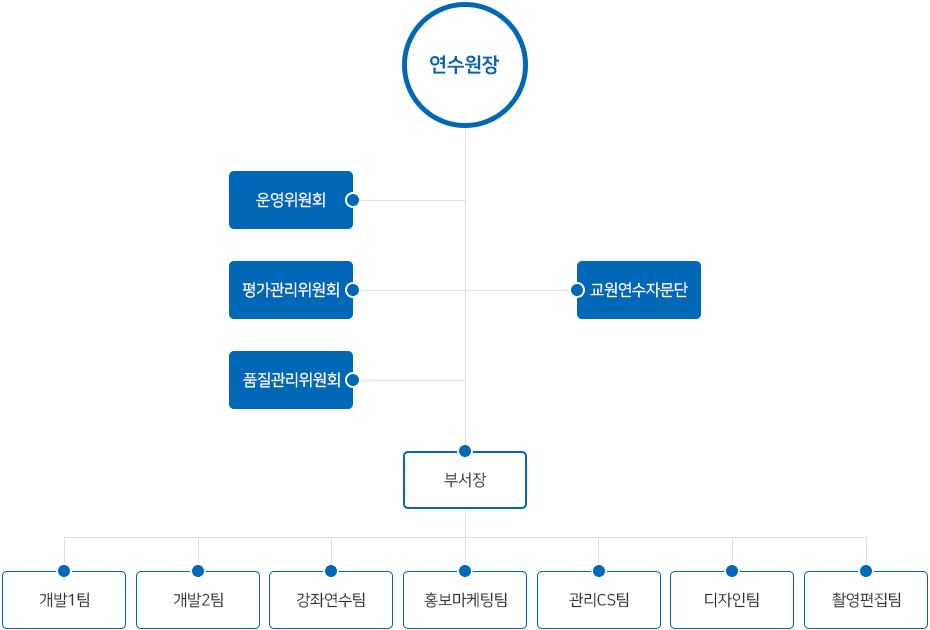 연수원장
운영위원회
평가관리위원회
교원연수자문단
품질관리위원회
부서장
개발1팀
개발2팀
강좌연수팀
홍보마케팅팀
관리CS팀
디자인팀
촬영편집팀